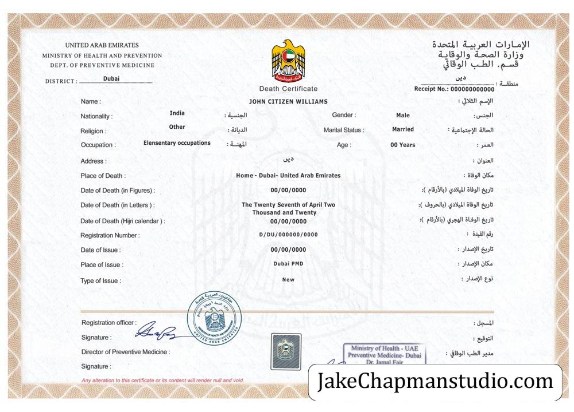 UNITED ARAB EMIRATES
MINISTRY OF HEALTH AND PREVENTION
DEPT. OF PREVENTIVE MEDICINE
DISTRICT : Dubai
الإمارات العربية المتحدة
وزارة الصحة والوقاية
قسم. الطب الوقائي
منطقة : دبى
Receipt No.: 000000000000
Death Certificate
Name : JOHN CITIZEN WILLIAMS الإسم الثلاثي :
Nationality : India الجنسية : Gender : Male الجنس :
Religion : Other الديانة : Marital Status : Married الحالة الإجتماعية :
Occupation : Elensentary occupations المهنة : Age : 00 Years العمر :
Address : دبى العنوان :
Place of Death : Home - Dubai- United Arab Emirates مكان الوفاة :
Date of Death (in Figures) : 00/00/0000 تاريخ الوفاة الميلادي (بالأرقام ):
Date of Death (in Letters ) : The Twenty Seventh of April Two تاريخ الوفاة الميلادي (بالحروف ):
Thousand and Twenty
Date of Death (Hijri calendar ) : 00/00/0000 تاريخ الوفاة الهجري (بالأرقام ):
Registration Number : D/DU/000000/0000 رقم القيدة :
Date of Issue : 00/00/0000 تاريخ الإصدار :
Place of Issue : Dubai PMD مكان الإصدار :
Type of Issue : New نوع الإصدار :
Registration officer : المسجل :
Signature : التوقيع :
Director of Preventive Medicine : مدير الطب الوقائي :
Signature :
Ministry of Health - UAE
Preventive Medicine- Dubai
Dr. Jamal Fair
Any alteration in this certificate or its content will render null and void
JakeChapmanstudio.com